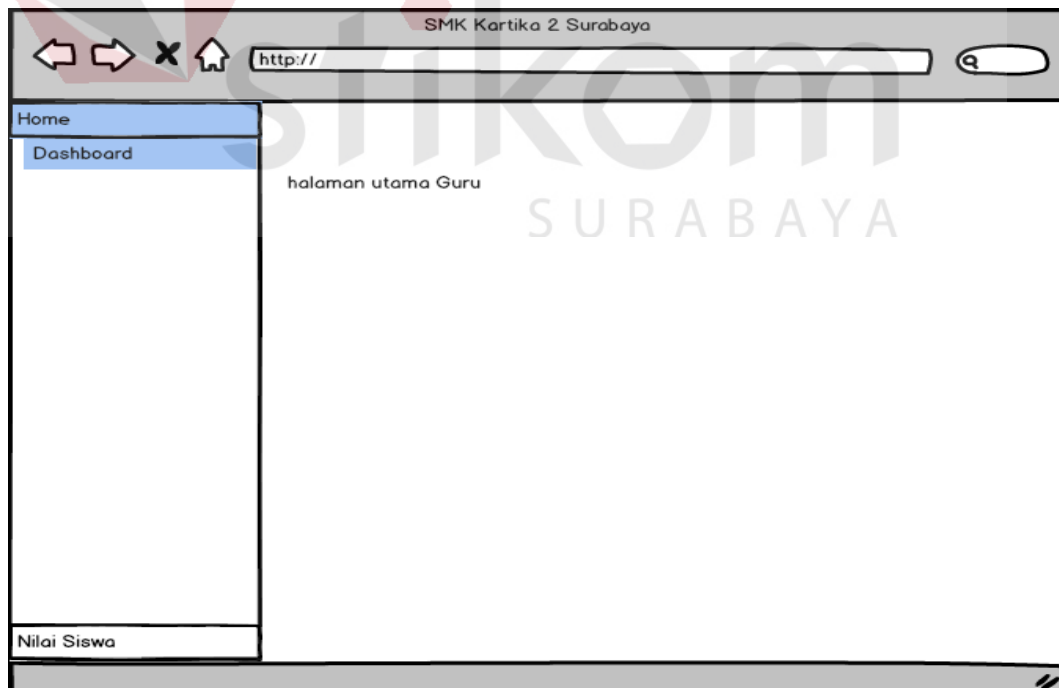 SMK Kartika 2 Surabaya
http://
Home
Dashboard
halaman utama Guru
Nilai Siswa
stikom
SURABAYA